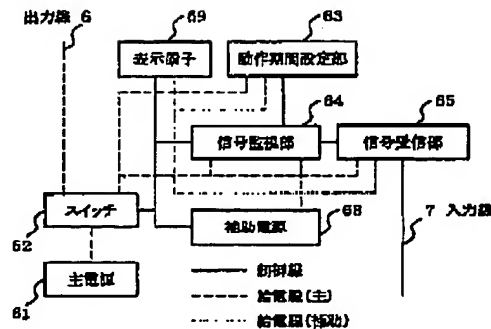 出力線 6
69
63
表示素子
動作期間設定部
64
65
信号監視部
信号受信部
スイッチ
62
補助電源
68
7 入力線
主電源
61
制御線
給電線(主)
給電線(補助)